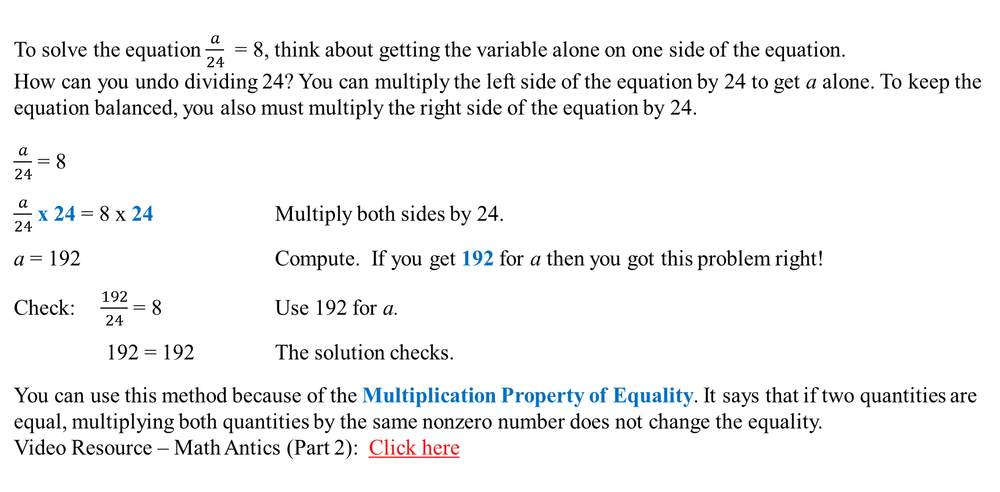 To solve the equation a/24 = 8, think about getting the variable alone on one side of the equation.
How can you undo dividing 24? You can multiply the left side of the equation by 24 to get a alone. To keep the
equation balanced, you also must multiply the right side of the equation by 24.
a/24 = 8
a/24 x 24 = 8 x 24 Multiply both sides by 24.
a = 192 Compute. If you get 192 for a then you got this problem right!
Check: 192/24 = 8 Use 192 for a.
192 = 192 The solution checks.
You can use this method because of the Multiplication Property of Equality. It says that if two quantities are
equal, multiplying both quantities by the same nonzero number does not change the equality.
Video Resource – Math Antics (Part 2): Click here